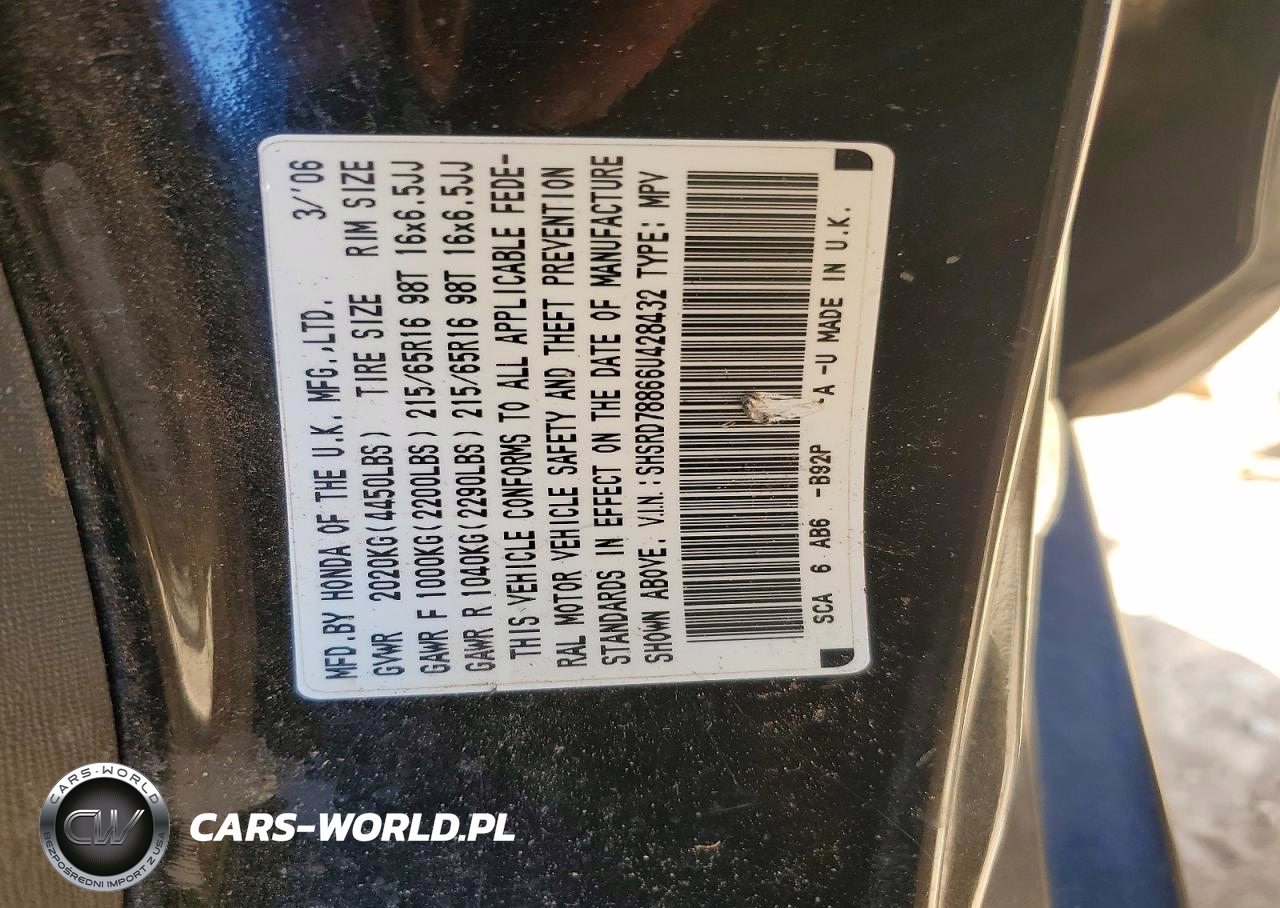 MFD.BY HONDA OF THE U.K. MFG.,LTD. 3/'06
GVWR 2020KG(4450LBS) TIRE SIZE RIM SIZE
GAWR F 1000KG(2200LBS) 215/65R16 98T 16x6.5JJ
GAWR R 1040KG(2290LBS) 215/65R16 98T 16x6.5JJ
THIS VEHICLE CONFORMS TO ALL APPLICABLE FEDE-
RAL MOTOR VEHICLE SAFETY AND THEFT PREVENTION
STANDARDS IN EFFECT ON THE DATE OF MANUFACTURE
SHOWN ABOVE. V.I.N.:SHSRD78866U428432 TYPE: MPV
SCA 6 AB6 -B92P -A -U MADE IN U.K.
CARS-WORLD
CW
BEZPOŚREDNI IMPORT Z USA
CARS-WORLD.PL